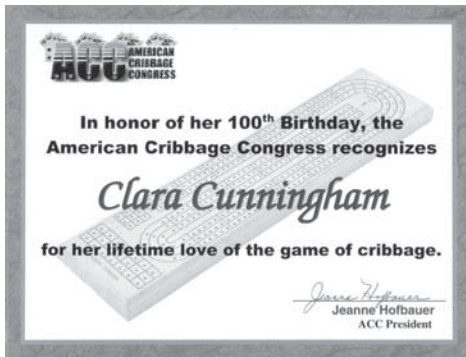 ACC AMERICAN
CRIBBAGE
CONGRESS
In honor of her 100th Birthday, the
American Cribbage Congress recognizes
Clara Cunningham
for her lifetime love of the game of cribbage.
Jeanne Hofbauer
Jeanne Hofbauer
ACC President